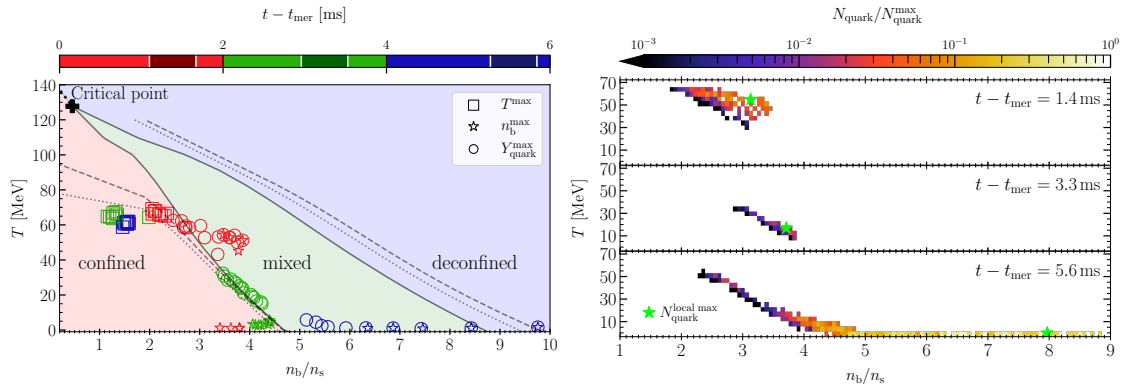 t − t_mer [ms]
0 2 4 6
Critical point
T^max
n_b^max
Y_quark^max
confined
mixed
deconfined
T [MeV]
140
120
100
80
60
40
20
0
1 2 3 4 5 6 7 8 9 10
n_b/n_s
N_quark/N_quark^max
10^−3 10^−2 10^−1 10^0
t − t_mer = 1.4 ms
70
50
30
10
t − t_mer = 3.3 ms
70
50
30
10
T [MeV]
t − t_mer = 5.6 ms
N_quark^local max
70
50
30
10
1 2 3 4 5 6 7 8 9
n_b/n_s